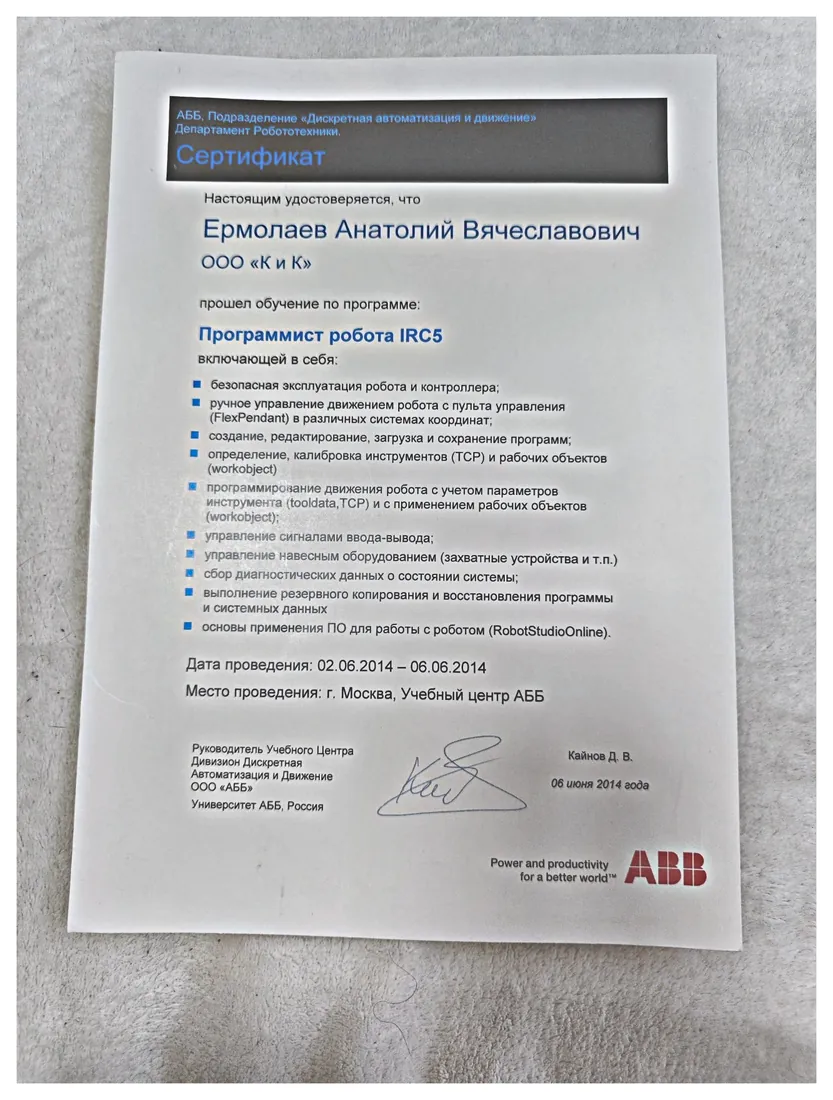 АББ, Подразделение «Дискретная автоматизация и движение»
Департамент Робототехники.
Сертификат
Настоящим удостоверяется, что
Ермолаев Анатолий Вячеславович
ООО «К и К»
прошел обучение по программе:
Программист робота IRC5
включающей в себя:
безопасная эксплуатация робота и контроллера;
ручное управление движением робота с пульта управления
(FlexPendant) в различных системах координат;
создание, редактирование, загрузка и сохранение программ;
определение, калибровка инструментов (TCP) и рабочих объектов
(workobject)
программирование движения робота с учетом параметров
инструмента (tooldata,TCP) и с применением рабочих объектов
(workobject);
управление сигналами ввода-вывода;
управление навесным оборудованием (захватные устройства и т.п.)
сбор диагностических данных о состоянии системы;
выполнение резервного копирования и восстановления программы
и системных данных
основы применения ПО для работы с роботом (RobotStudioOnline).
Дата проведения: 02.06.2014 – 06.06.2014
Место проведения: г. Москва, Учебный центр АББ
Руководитель Учебного Центра
Дивизион Дискретная
Автоматизация и Движение
ООО «АББ»
Университет АББ, Россия
Кайнов Д. В.
06 июня 2014 года
Power and productivity
for a better world™
ABB